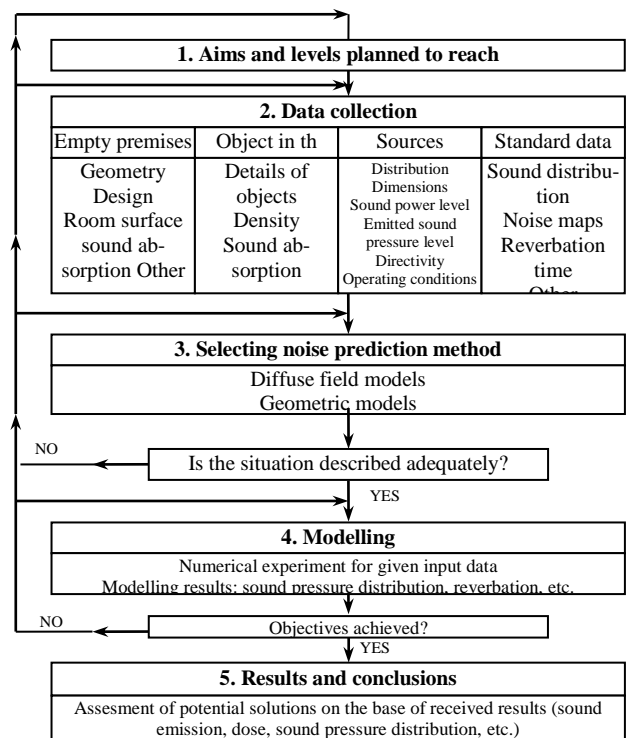 1. Aims and levels planned to reach
2. Data collection
Empty premises
Object in th
Sources
Standard data
Geometry
Design
Room surface
sound ab-
sorption Other
Details of
objects
Density
Sound ab-
sorption
Distribution
Dimensions
Sound power level
Emitted sound
pressure level
Directivity
Operating conditions
Sound distribu-
tion
Noise maps
Reverbation
time
Other
3. Selecting noise prediction method
Diffuse field models
Geometric models
NO
Is the situation described adequately?
YES
4. Modelling
Numerical experiment for given input data
Modelling results: sound pressure distribution, reverbation, etc.
NO
Objectives achieved?
YES
5. Results and conclusions
Assesment of potential solutions on the base of received results (sound
emission, dose, sound pressure distribution, etc.)